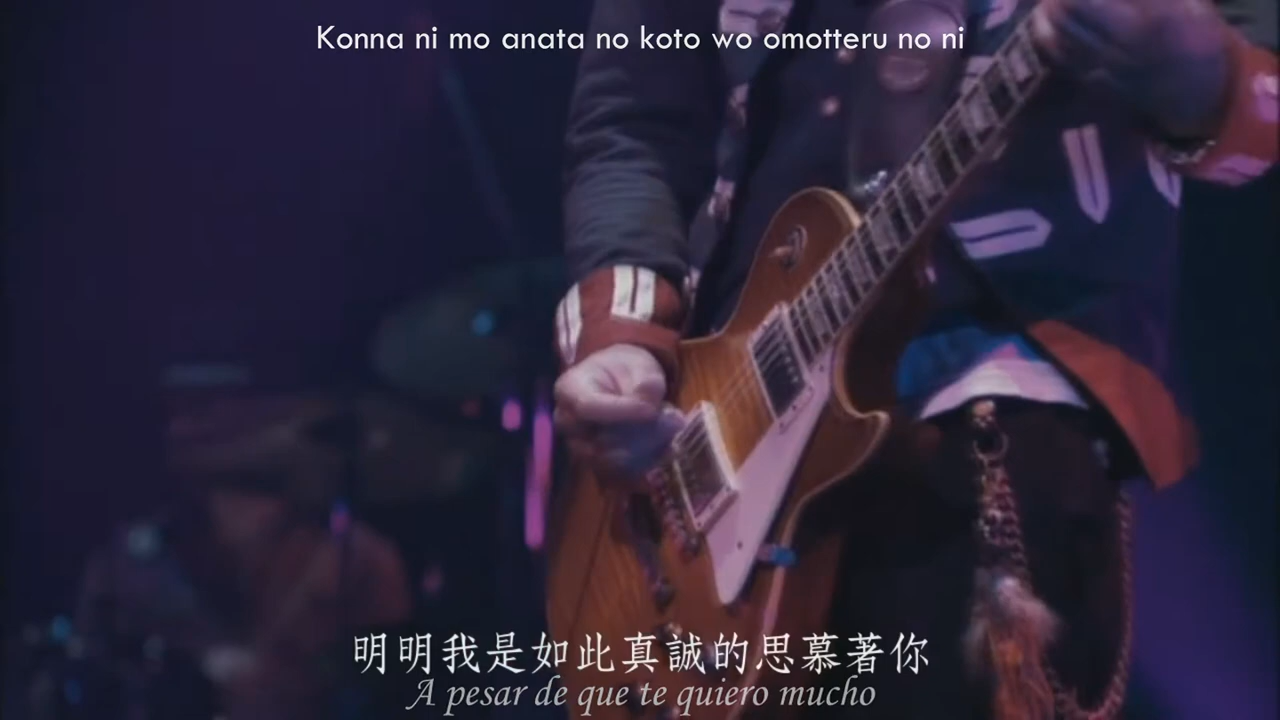 Konna ni mo anata no koto wo omotteru no ni
明明我是如此真誠的思慕著你
A pesar de que te quiero mucho